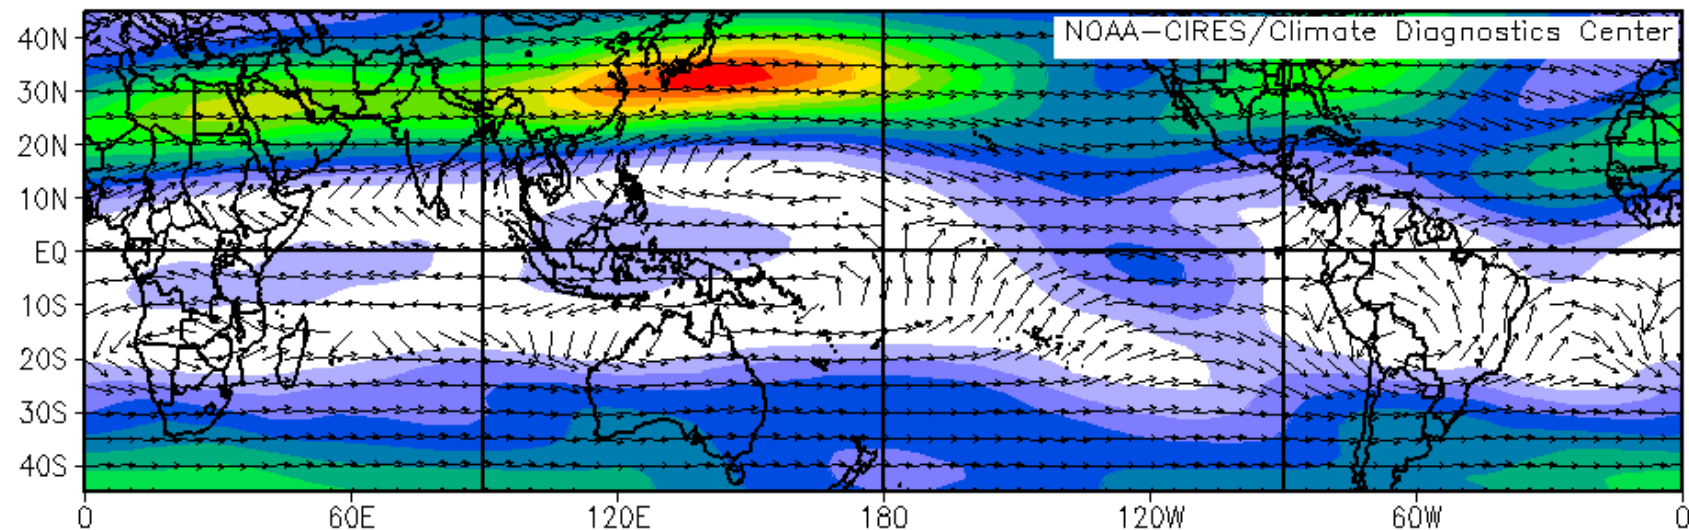 NOAA-CIRES/Climate Diagnostics Center
40N
30N
20N
10N
EQ
10S
20S
30S
40S
0 60E 120E 180 120W 60W 0